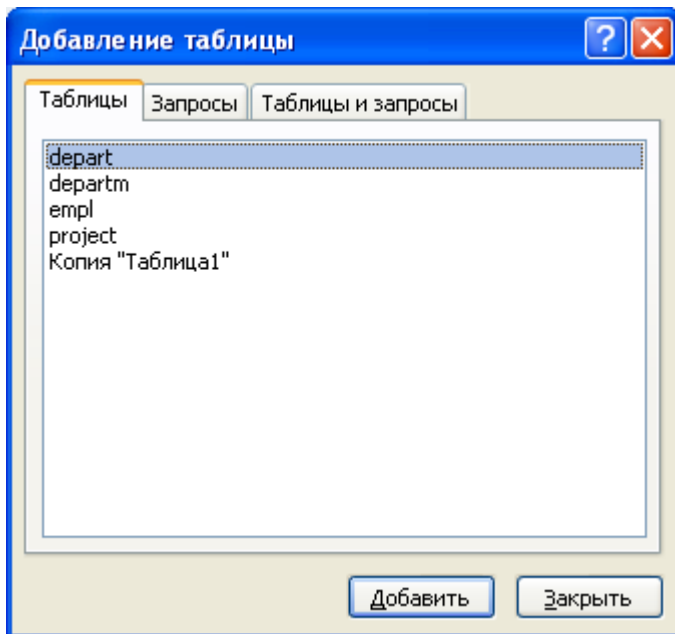 Добавление таблицы
Таблицы Запросы Таблицы и запросы
depart
departm
empl
project
Копия "Таблица1"
Добавить Закрыть